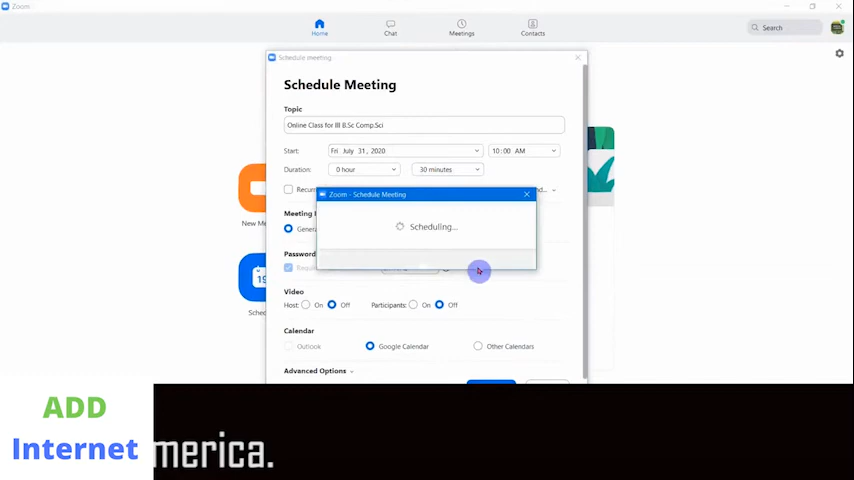 Zoom
Home
Chat
Meetings
Contacts
Search
Schedule meeting
Schedule Meeting
Topic
Online Class for III B.Sc Comp.Sci
Start:
Fri July 31, 2020
10:00 AM
Duration:
0 hour
30 minutes
Zoom - Schedule Meeting
Scheduling...
New Me
Meeting
Password
Video
Host:
On
Off
Participants:
On
Off
Calendar
Outlook
Google Calendar
Other Calendars
Advanced Options
ADD
Internet
merica.